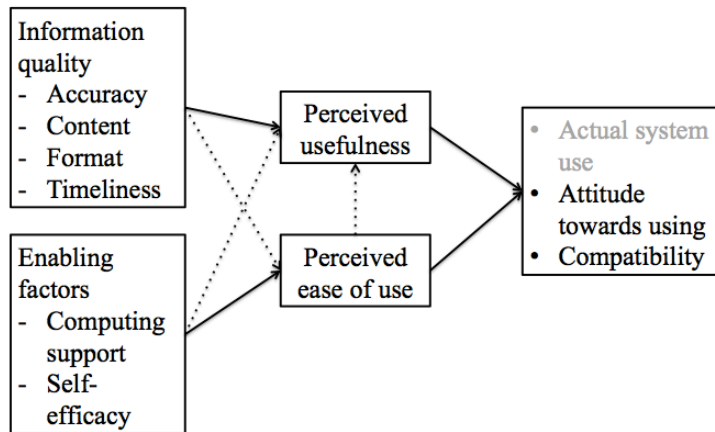 Information
quality
- Accuracy
- Content
- Format
- Timeliness
Enabling
factors
- Computing
support
- Self-
efficacy
Perceived
usefulness
Perceived
ease of use
• Actual system
use
• Attitude
towards using
• Compatibility